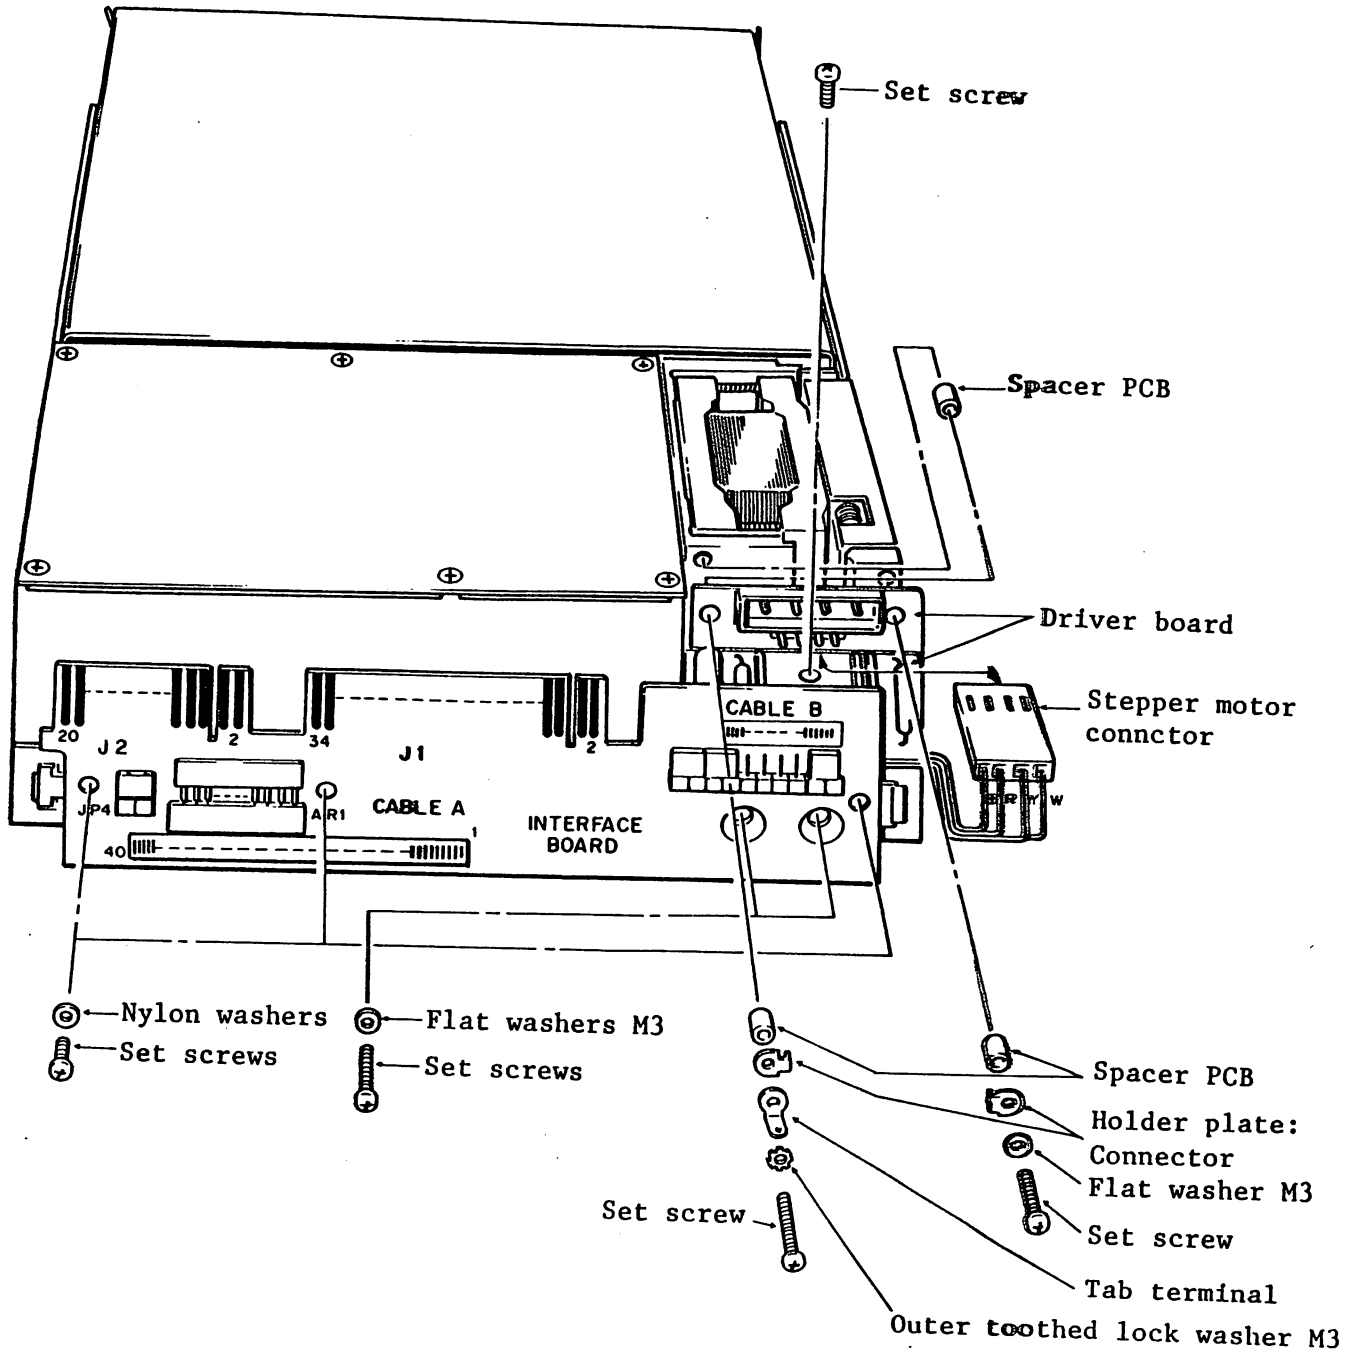 Set screw
Spacer PCB
Driver board
Stepper motor
connctor
CABLE B
20
J2
2
34
J1
2
B R Y W
JP4
AR1
CABLE A
INTERFACE
BOARD
40
1
Nylon washers
Set screws
Flat washers M3
Set screws
Spacer PCB
Holder plate:
Connector
Flat washer M3
Set screw
Set screw
Tab terminal
Outer toothed lock washer M3